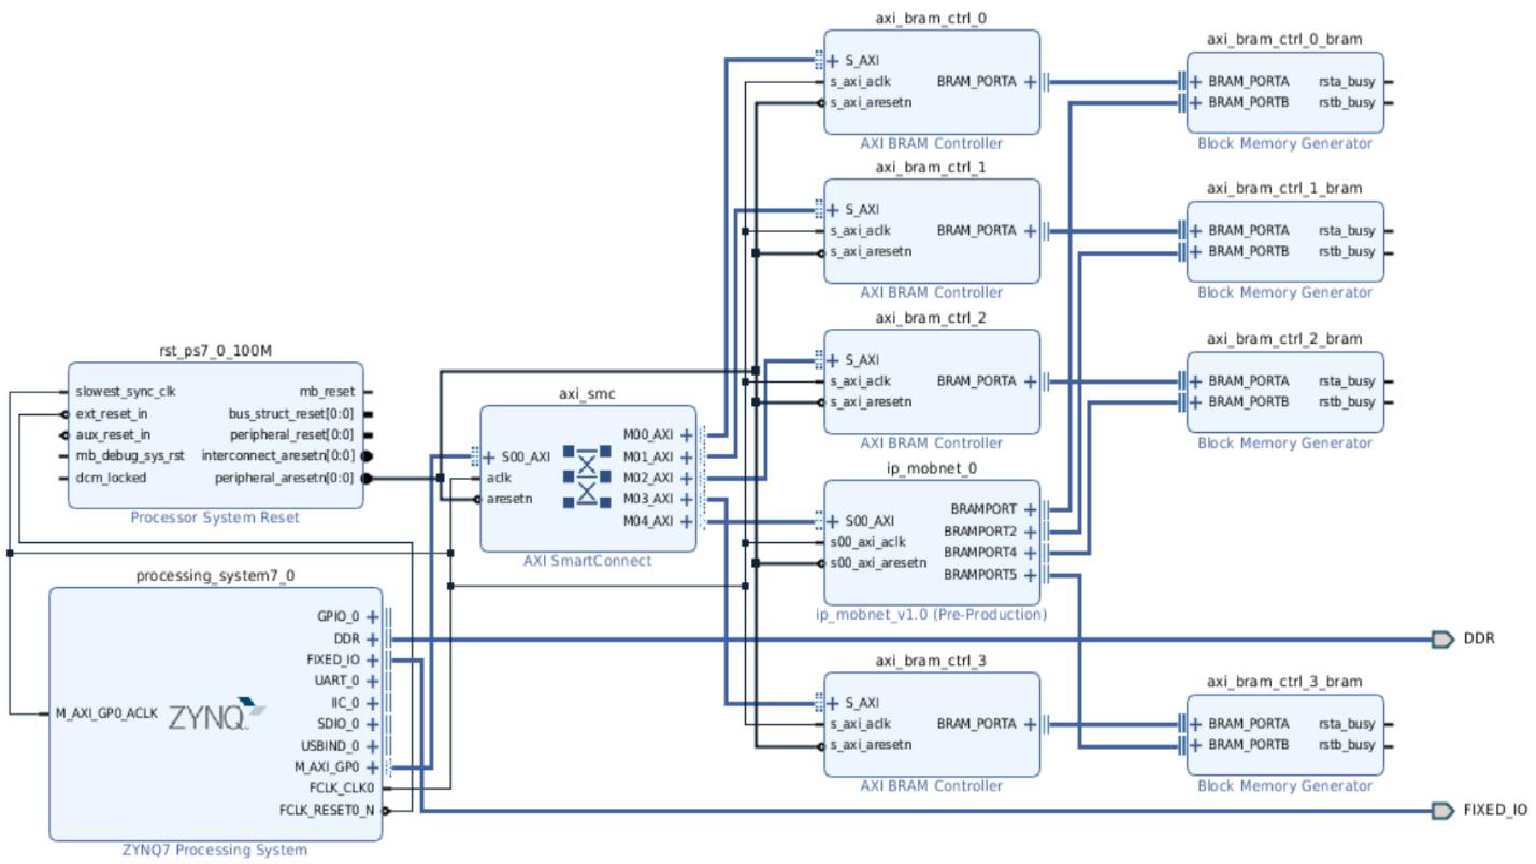 axi_bram_ctrl_0
S_AXI
s_axi_aclk
s_axi_aresetn
BRAM_PORTA
AXI BRAM Controller
axi_bram_ctrl_0_bram
BRAM_PORTA
BRAM_PORTB
rsta_busy
rstb_busy
Block Memory Generator
axi_bram_ctrl_1
S_AXI
s_axi_aclk
s_axi_aresetn
BRAM_PORTA
AXI BRAM Controller
axi_bram_ctrl_1_bram
BRAM_PORTA
BRAM_PORTB
rsta_busy
rstb_busy
Block Memory Generator
axi_bram_ctrl_2
S_AXI
s_axi_aclk
s_axi_aresetn
BRAM_PORTA
AXI BRAM Controller
axi_bram_ctrl_2_bram
BRAM_PORTA
BRAM_PORTB
rsta_busy
rstb_busy
Block Memory Generator
rst_ps7_0_100M
slowest_sync_clk
ext_reset_in
aux_reset_in
mb_debug_sys_rst
dcm_locked
mb_reset
bus_struct_reset[0:0]
peripheral_reset[0:0]
interconnect_aresetn[0:0]
peripheral_aresetn[0:0]
Processor System Reset
axi_smc
S00_AXI
aclk
aresetn
M00_AXI
M01_AXI
M02_AXI
M03_AXI
M04_AXI
AXI SmartConnect
ip_mobnet_0
S00_AXI
s00_axi_aclk
s00_axi_aresetn
BRAMPORT
BRAMPORT2
BRAMPORT4
BRAMPORT5
ip_mobnet_v1.0 (Pre-Production)
processing_system7_0
M_AXI_GP0_ACLK
ZYNQ
GPIO_0
DDR
FIXED_IO
UART_0
IIC_0
SDIO_0
USBIND_0
M_AXI_GP0
FCLK_CLK0
FCLK_RESET0_N
ZYNQ7 Processing System
DDR
axi_bram_ctrl_3
S_AXI
s_axi_aclk
s_axi_aresetn
BRAM_PORTA
AXI BRAM Controller
axi_bram_ctrl_3_bram
BRAM_PORTA
BRAM_PORTB
rsta_busy
rstb_busy
Block Memory Generator
FIXED_IO